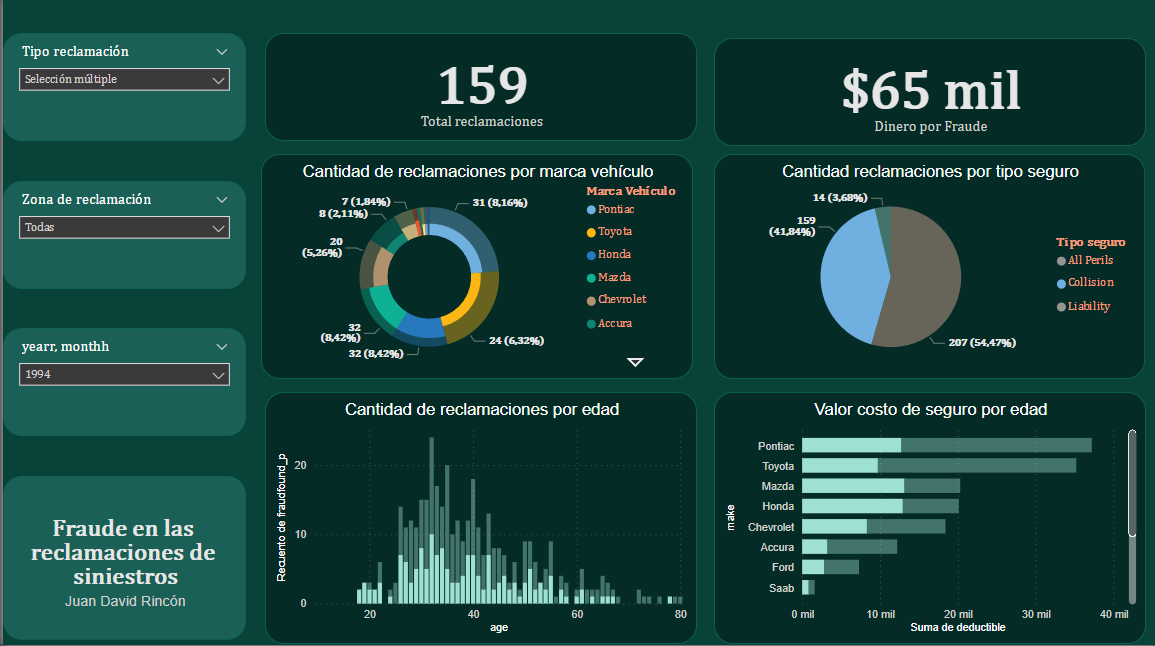 Tipo reclamación
Selección múltiple
Zona de reclamación
Todas
yearr, monthh
1994
Fraude en las
reclamaciones de
siniestros
Juan David Rincón
159
Total reclamaciones
$65 mil
Dinero por Fraude
Cantidad de reclamaciones por marca vehículo
31 (8,16%)
24 (6,32%)
32 (8,42%)
32
(8,42%)
20
(5,26%)
8 (2,11%)
7 (1,84%)
Marca Vehículo
Pontiac
Toyota
Honda
Mazda
Chevrolet
Accura
Cantidad reclamaciones por tipo seguro
14 (3,68%)
159
(41,84%)
207 (54,47%)
Tipo seguro
All Perils
Collision
Liability
Cantidad de reclamaciones por edad
Recuento de fraudfound_p
20
10
0
20
40
60
80
age
Valor costo de seguro por edad
make
Pontiac
Toyota
Mazda
Honda
Chevrolet
Accura
Ford
Saab
0 mil
10 mil
20 mil
30 mil
40 mil
Suma de deductible